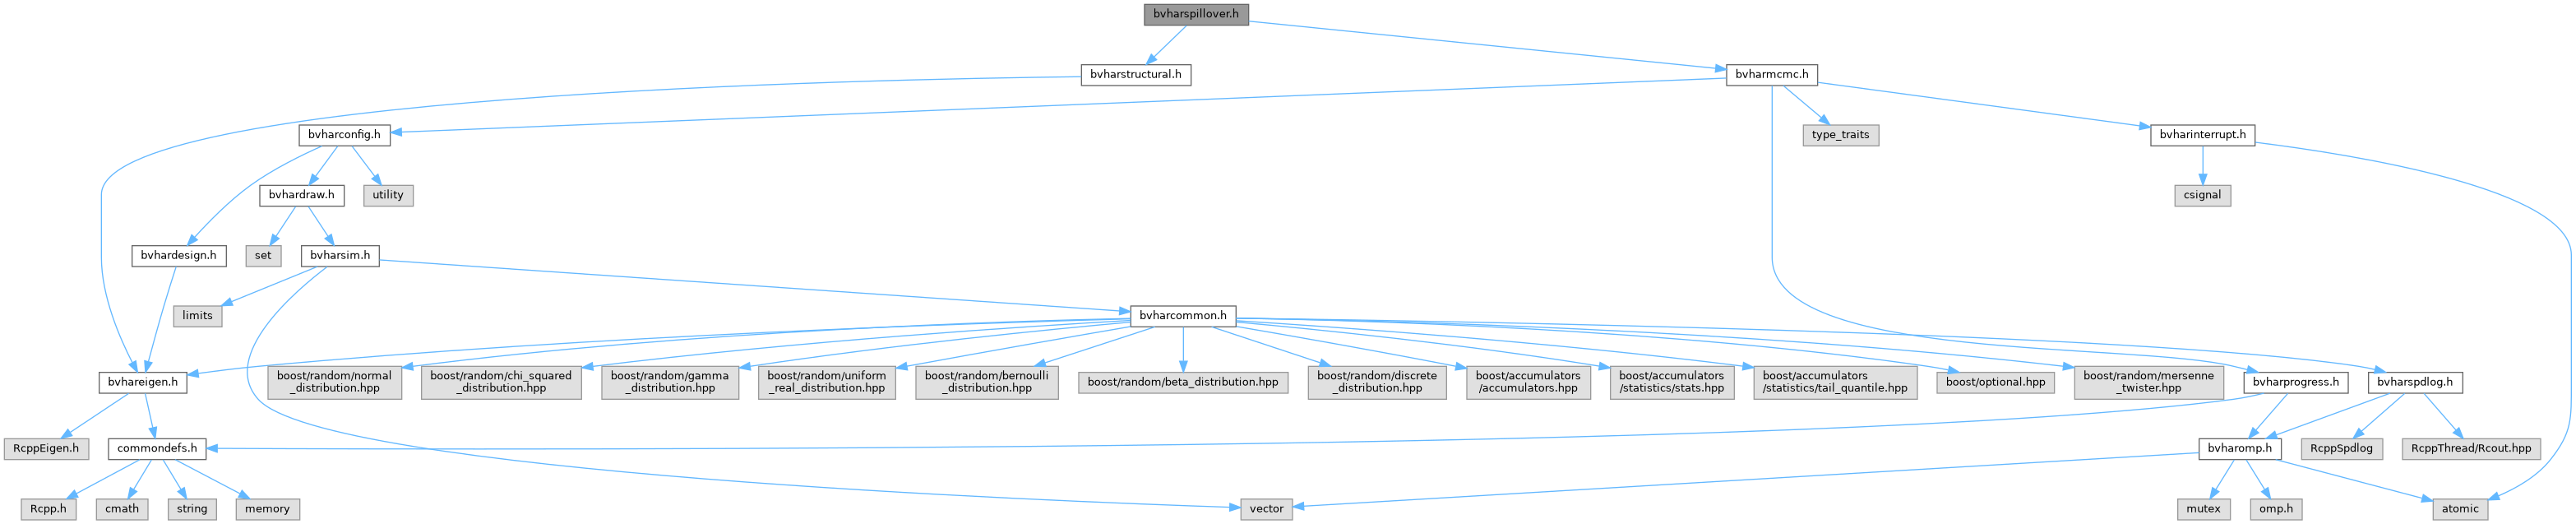 bvharspillover.h
bvharstructural.h
bvharmcmc.h
bvharconfig.h
type_traits
bvharinterrupt.h
bvhardraw.h
utility
csignal
bvhardesign.h
set
bvharsim.h
limits
bvharcommon.h
bvhareigen.h
boost/random/normal
_distribution.hpp
boost/random/chi_squared
_distribution.hpp
boost/random/gamma
_distribution.hpp
boost/random/uniform
_real_distribution.hpp
boost/random/bernoulli
_distribution.hpp
boost/random/beta_distribution.hpp
boost/random/discrete
_distribution.hpp
boost/accumulators
/accumulators.hpp
boost/accumulators
/statistics/stats.hpp
boost/accumulators
/statistics/tail_quantile.hpp
boost/optional.hpp
boost/random/mersenne
_twister.hpp
bvharprogress.h
bvharspdlog.h
RcppEigen.h
commondefs.h
bvharomp.h
RcppSpdlog
RcppThread/Rcout.hpp
Rcpp.h
cmath
string
memory
vector
mutex
omp.h
atomic